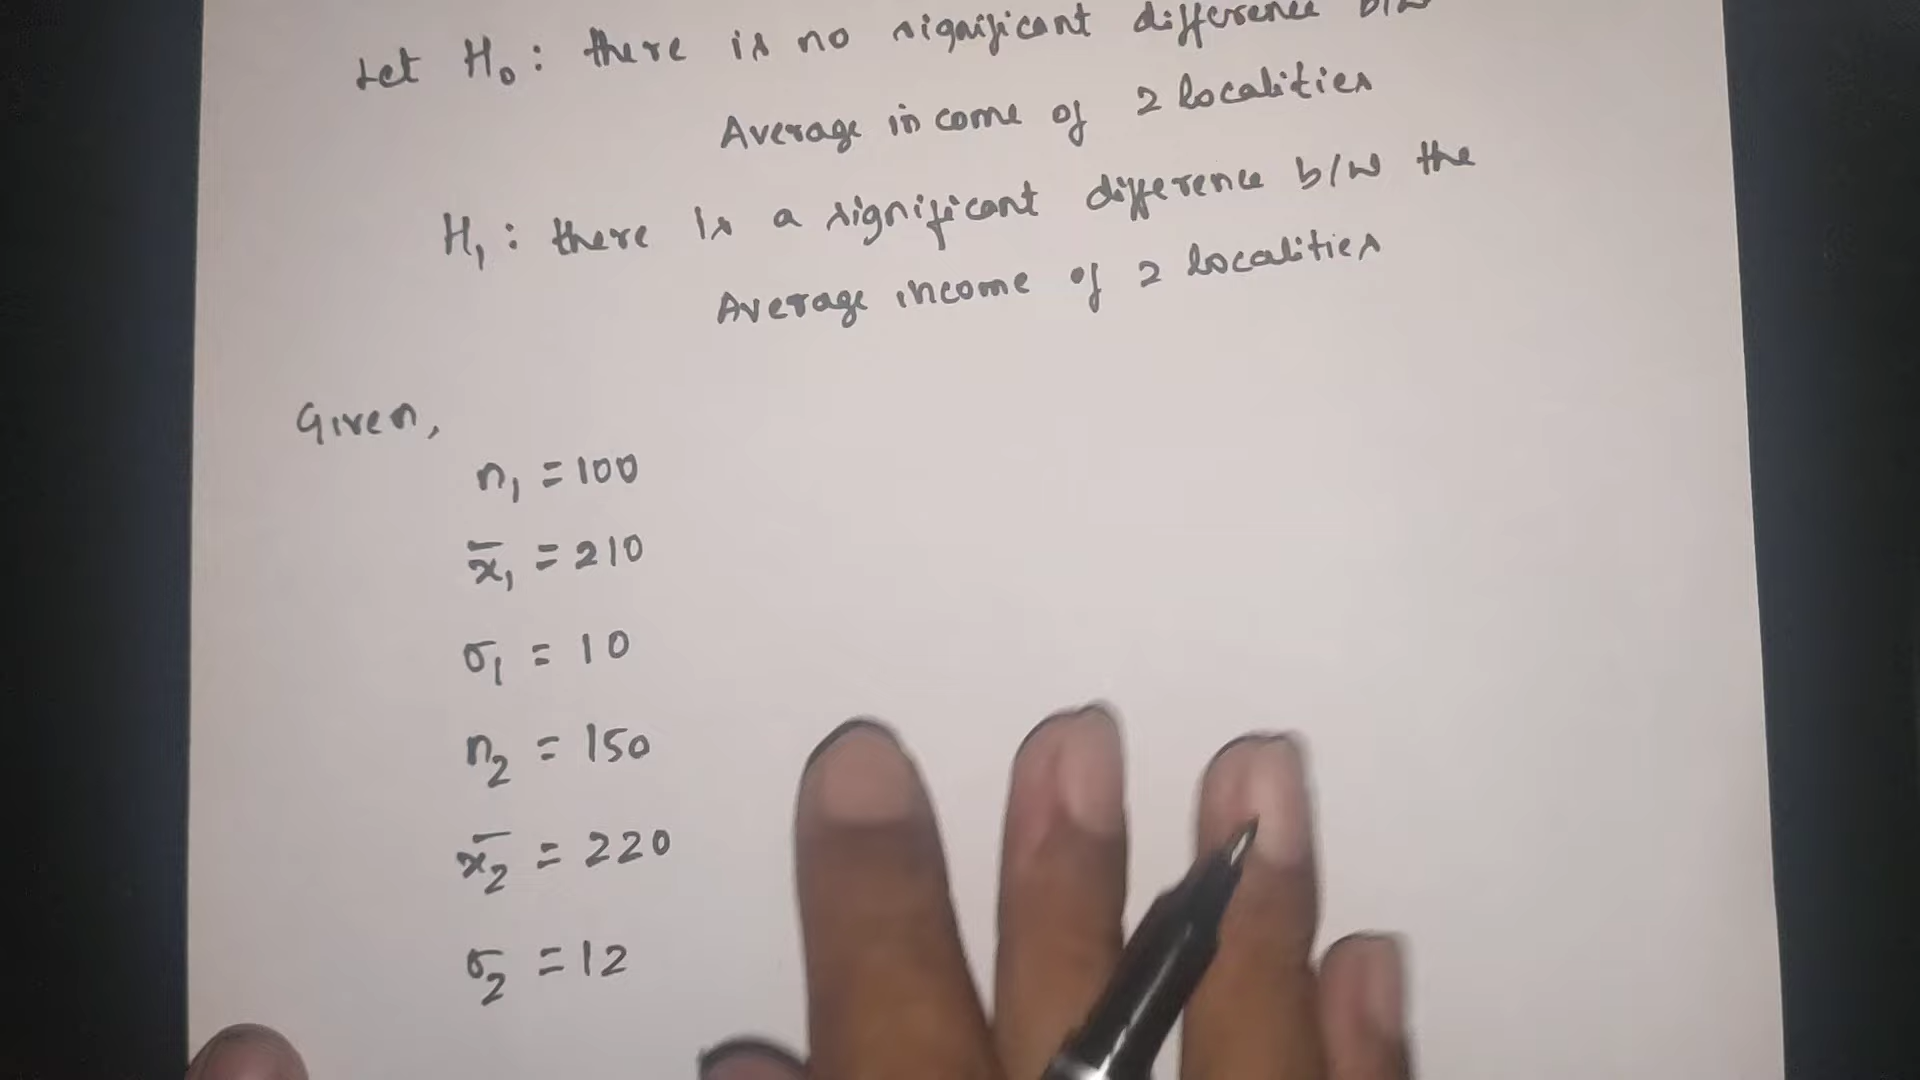 Let H₀: there is no significant difference b/w
Average income of 2 localities
H₁: there is a significant difference b/w the
Average income of 2 localities
Given,
n₁ = 100
x̄₁ = 210
σ₁ = 10
n₂ = 150
x̄₂ = 220
σ₂ = 12